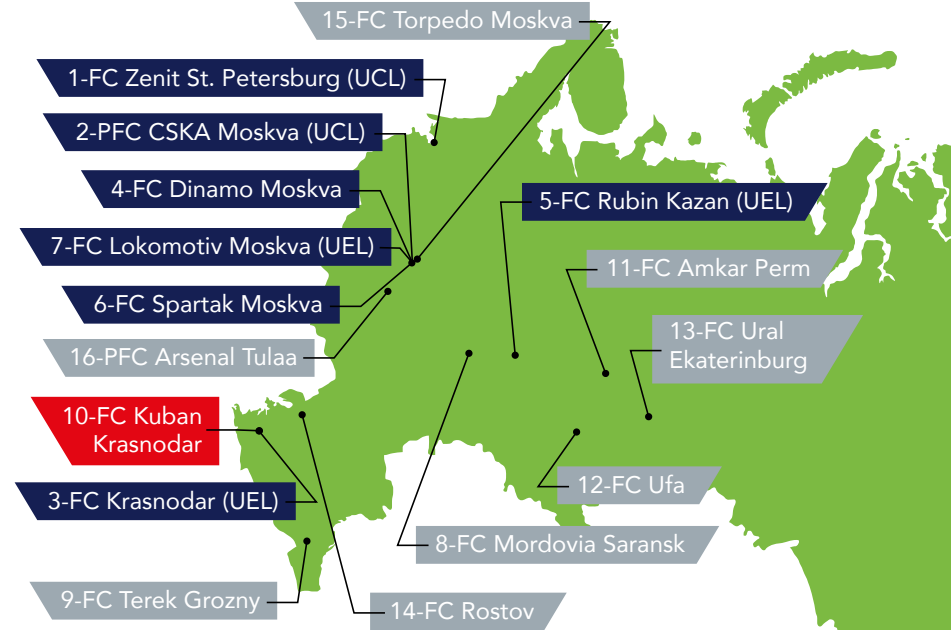 15-FC Torpedo Moskva
1-FC Zenit St. Petersburg (UCL)
2-PFC CSKA Moskva (UCL)
4-FC Dinamo Moskva
5-FC Rubin Kazan (UEL)
7-FC Lokomotiv Moskva (UEL)
11-FC Amkar Perm
6-FC Spartak Moskva
13-FC Ural
Ekaterinburg
16-PFC Arsenal Tulaa
10-FC Kuban
Krasnodar
12-FC Ufa
3-FC Krasnodar (UEL)
8-FC Mordovia Saransk
9-FC Terek Grozny
14-FC Rostov